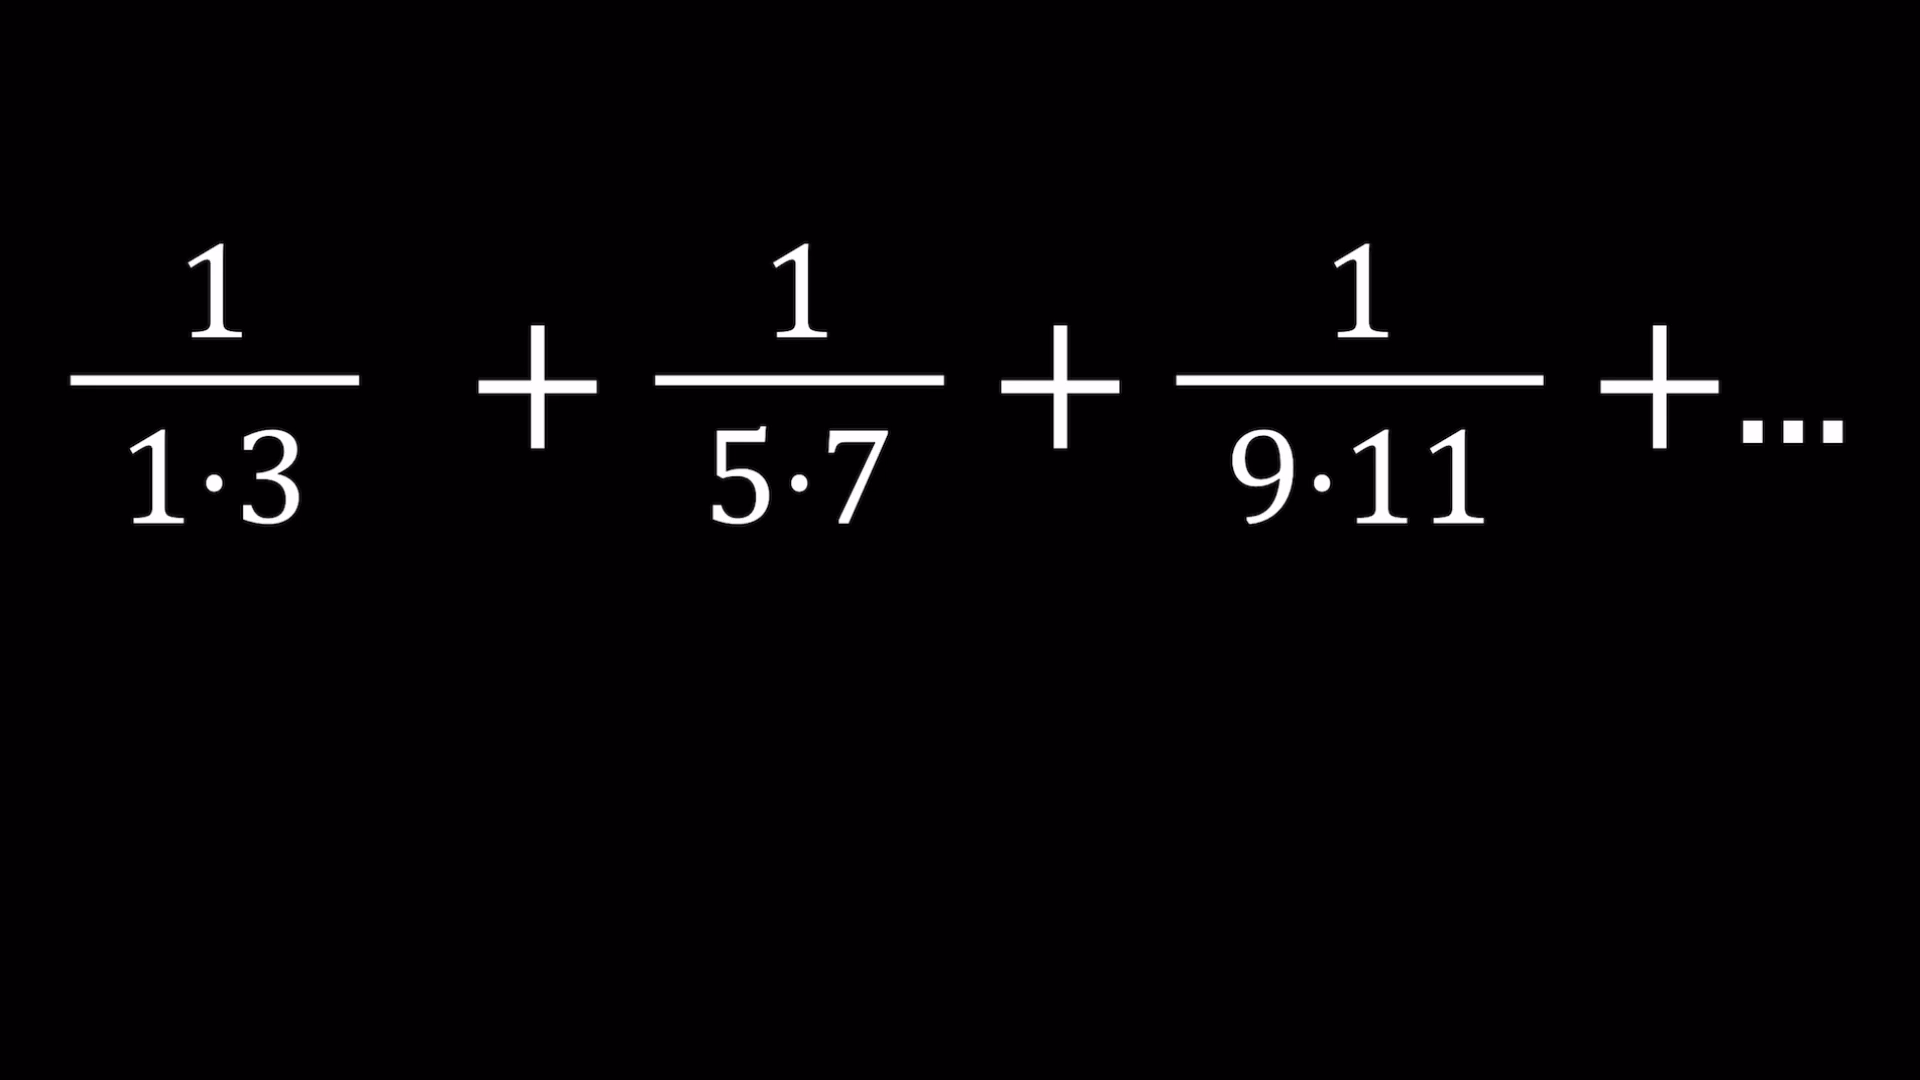 1/(1·3) + 1/(5·7) + 1/(9·11) + ...